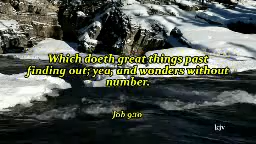 Which doeth great things past
finding out; yea, and wonders without
number.
Job 9:10
kjv